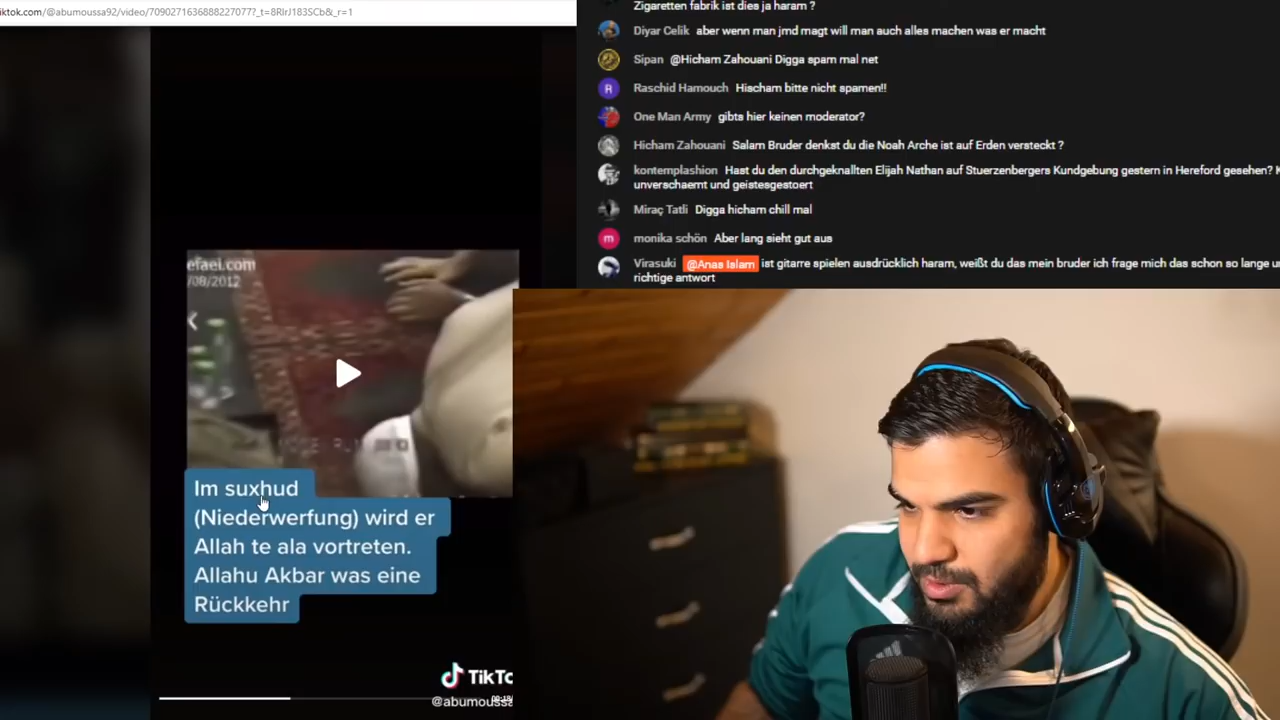 iktok.com/@abumoussa92/video/7090271636888227077?_t=8RlrJ183SCb&_r=1
Zigaretten fabrik ist dies ja haram ?
Diyar Celik aber wenn man jmd magt will man auch alles machen was er macht
Sipan @Hicham Zahouani Digga spam mal net
R Raschid Hamouch Hischam bitte nicht spamen!!
One Man Army gibts hier keinen moderator?
Hicham Zahouani Salam Bruder denkst du die Noah Arche ist auf Erden versteckt ?
kontemplashion Hast du den durchgeknallten Elijah Nathan auf Stuerzenbergers Kundgebung gestern in Hereford gesehen?
unverschaemt und geistesgestoert
Miraç Tatli Digga hicham chill mal
m monika schön Aber lang sieht gut aus
Virasuki @Anas Islam ist gitarre spielen ausdrücklich haram, weißt du das mein bruder ich frage mich das schon so lange
richtige antwort
efaei.com
/08/2012
Im suxhud
(Niederwerfung) wird er
Allah te ala vortreten.
Allahu Akbar was eine
Rückkehr
TikTo
@abumoussa